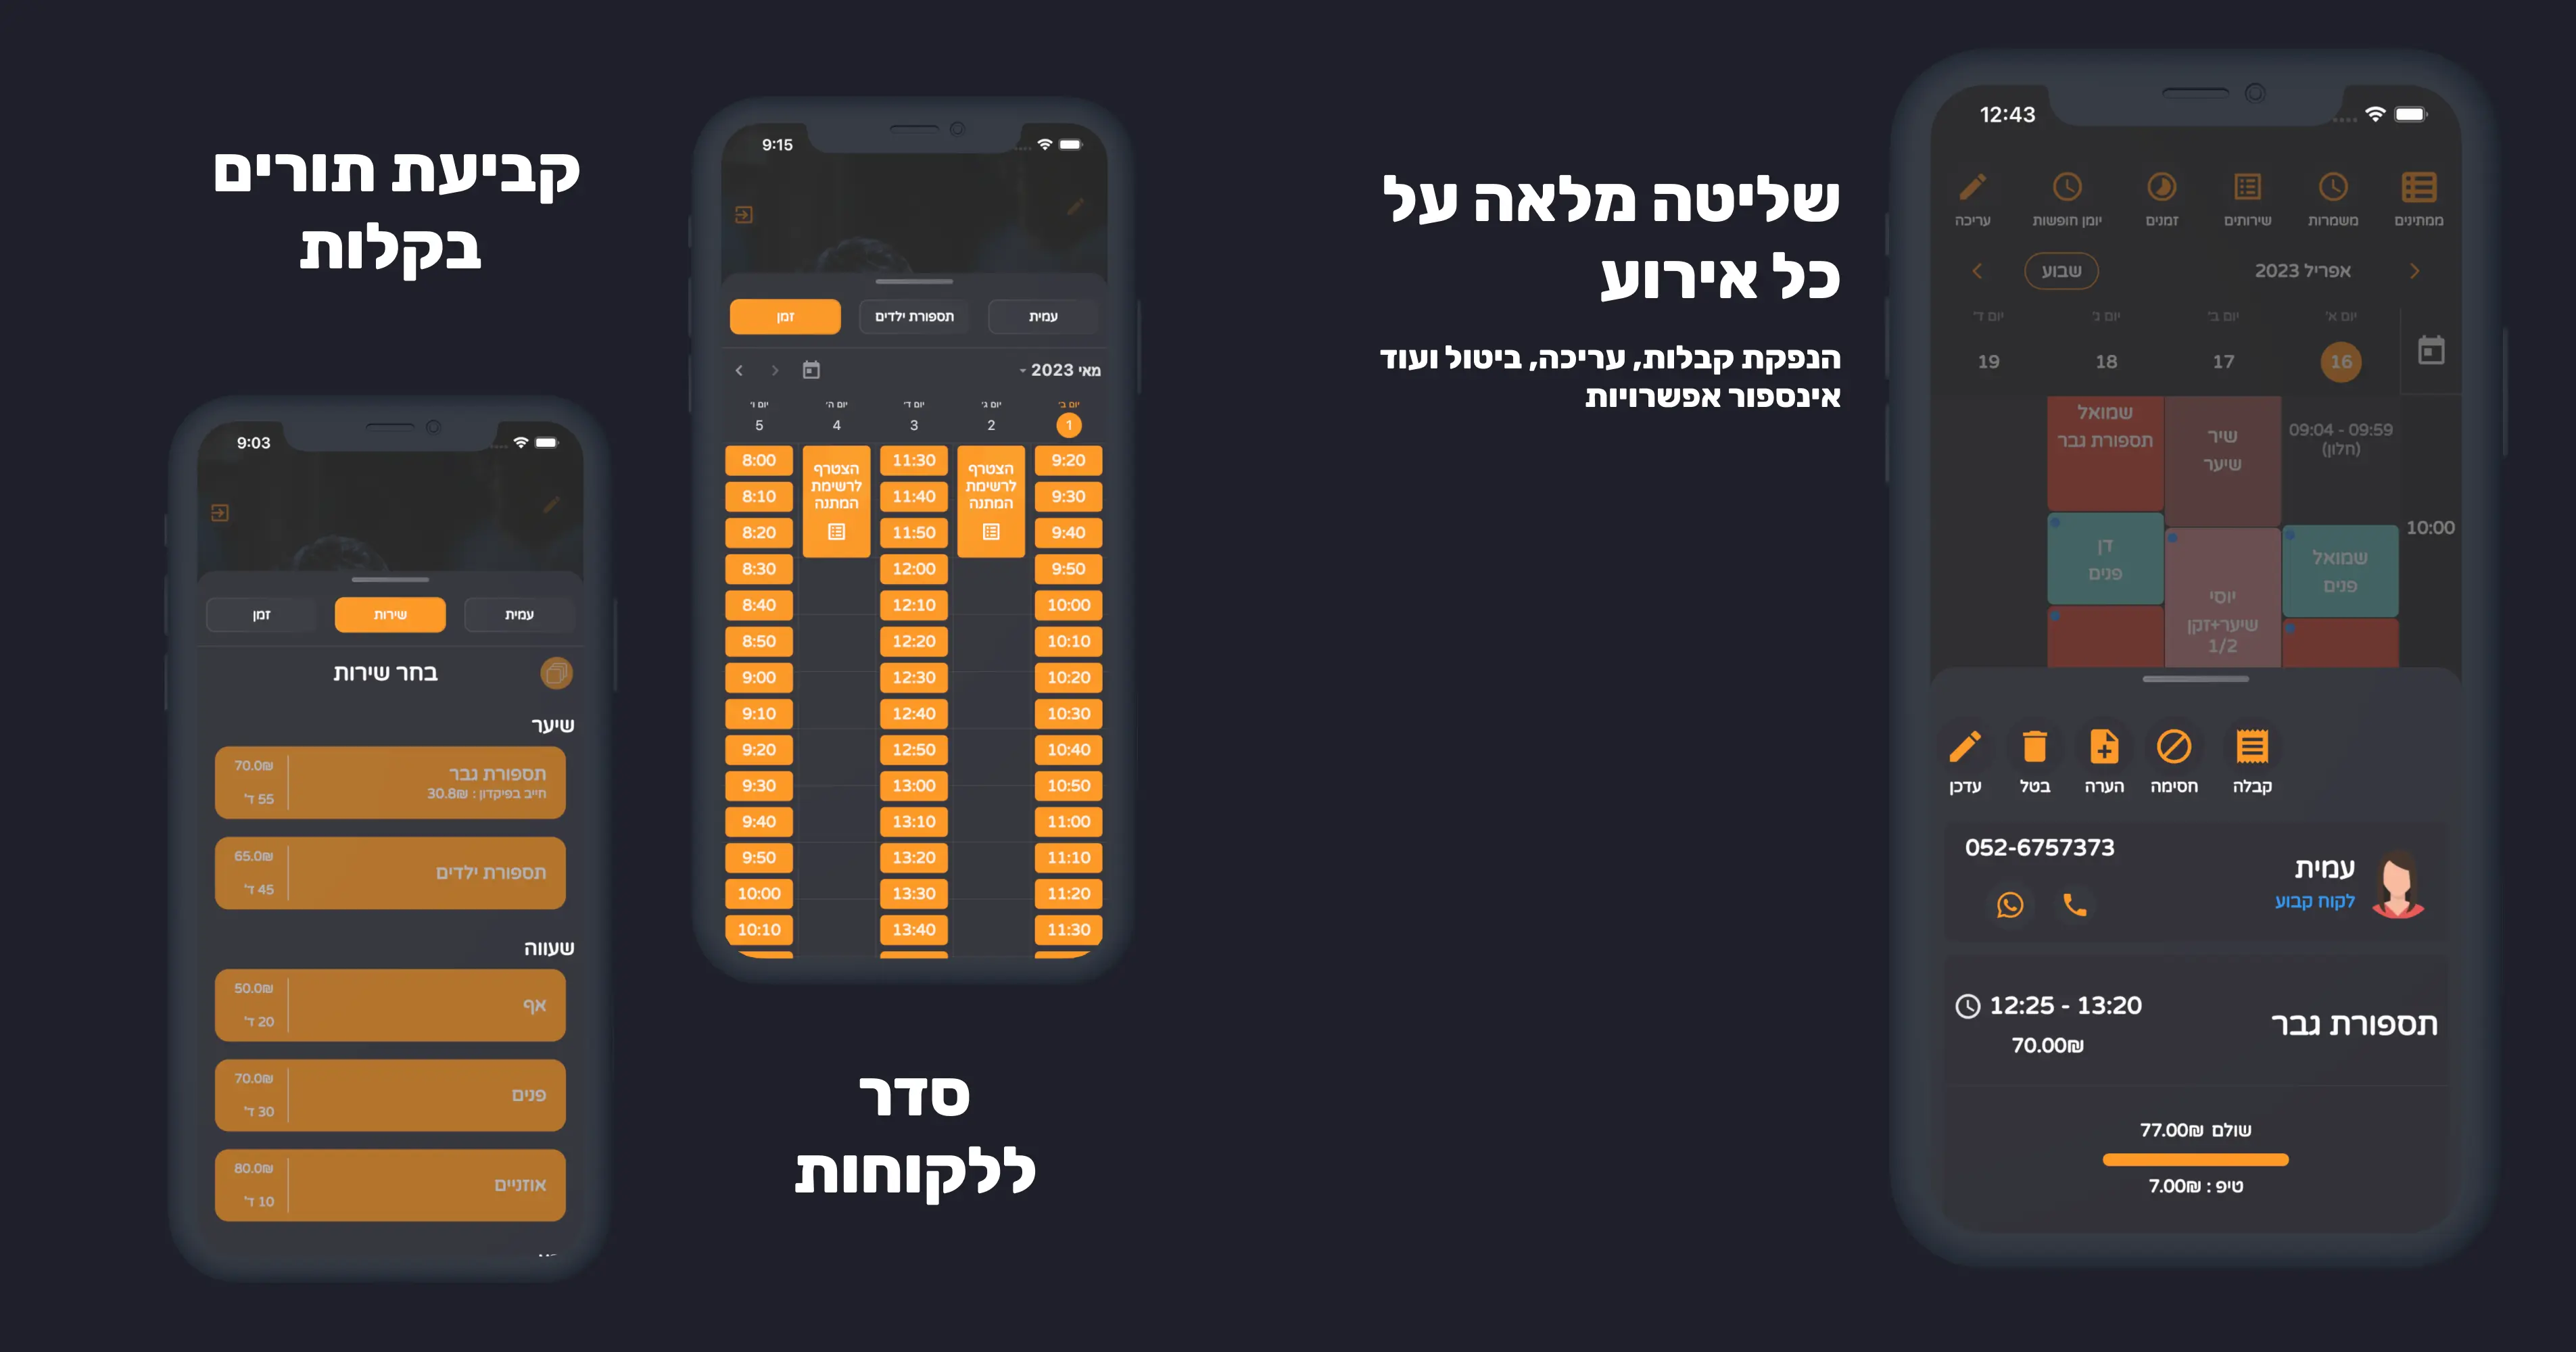 קביעת תורים
בקלות
9:03
עמית
שירות
זמן
בחר שירות
שיער
תספורת גבר
חייב בפיקדון : 30.8₪
70.0₪
55 ד'
תספורת ילדים
65.0₪
45 ד'
שעווה
אף
50.0₪
20 ד'
פנים
70.0₪
30 ד'
אוזניים
80.0₪
10 ד'
9:15
עמית
תספורת ילדים
זמן
מאי 2023
יום ב' יום ג' יום ד' יום ה' יום ו'
1 2 3 4 5
9:20
9:30
9:40
9:50
10:00
10:10
10:20
10:30
10:40
10:50
11:00
11:10
11:20
11:30
הצטרף
לרשימת
המתנה
11:30
11:40
11:50
12:00
12:10
12:20
12:30
12:40
12:50
13:00
13:10
13:20
13:30
13:40
הצטרף
לרשימת
המתנה
8:00
8:10
8:20
8:30
8:40
8:50
9:00
9:10
9:20
9:30
9:40
9:50
10:00
10:10
סדר
ללקוחות
שליטה מלאה על
כל אירוע
הנפקת קבלות, עריכה, ביטול ועוד
אינספור אפשרויות
12:43
ממתינים
משמרות
שירותים
זמנים
יומן חופשות
עריכה
אפריל 2023
שבוע
יום א' יום ב' יום ג' יום ד'
16 17 18 19
10:00
09:04 - 09:59
(חלון)
שמואל
פנים
שיר
שיער
יוסי
שיער+זקן
1/2
שמואל
תספורת גבר
דן
פנים
קבלה
חסימה
הערה
בטל
עדכן
עמית
לקוח קבוע
052-6757373
תספורת גבר
12:25 - 13:20
70.00₪
שולם 77.00₪
טיפ : 7.00₪